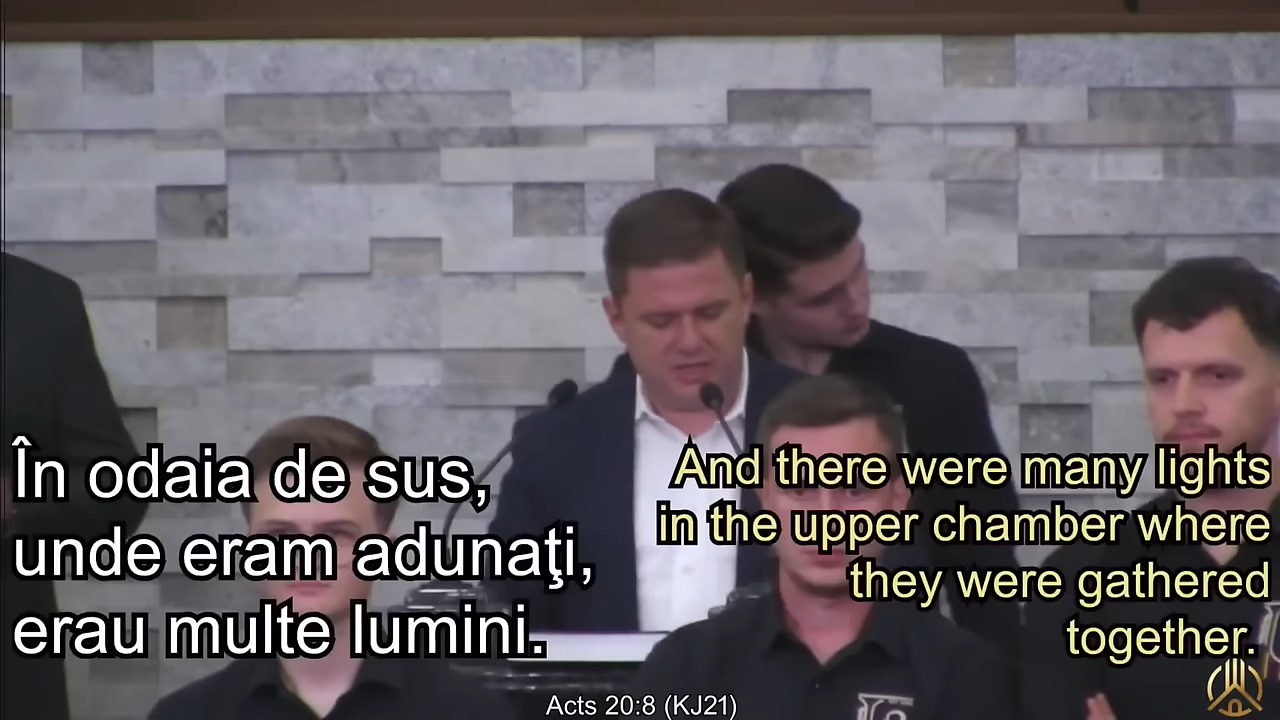 În odaia de sus,
unde eram adunaţi,
erau multe lumini.
And there were many lights
in the upper chamber where
they were gathered
together.
Acts 20:8 (KJ21)